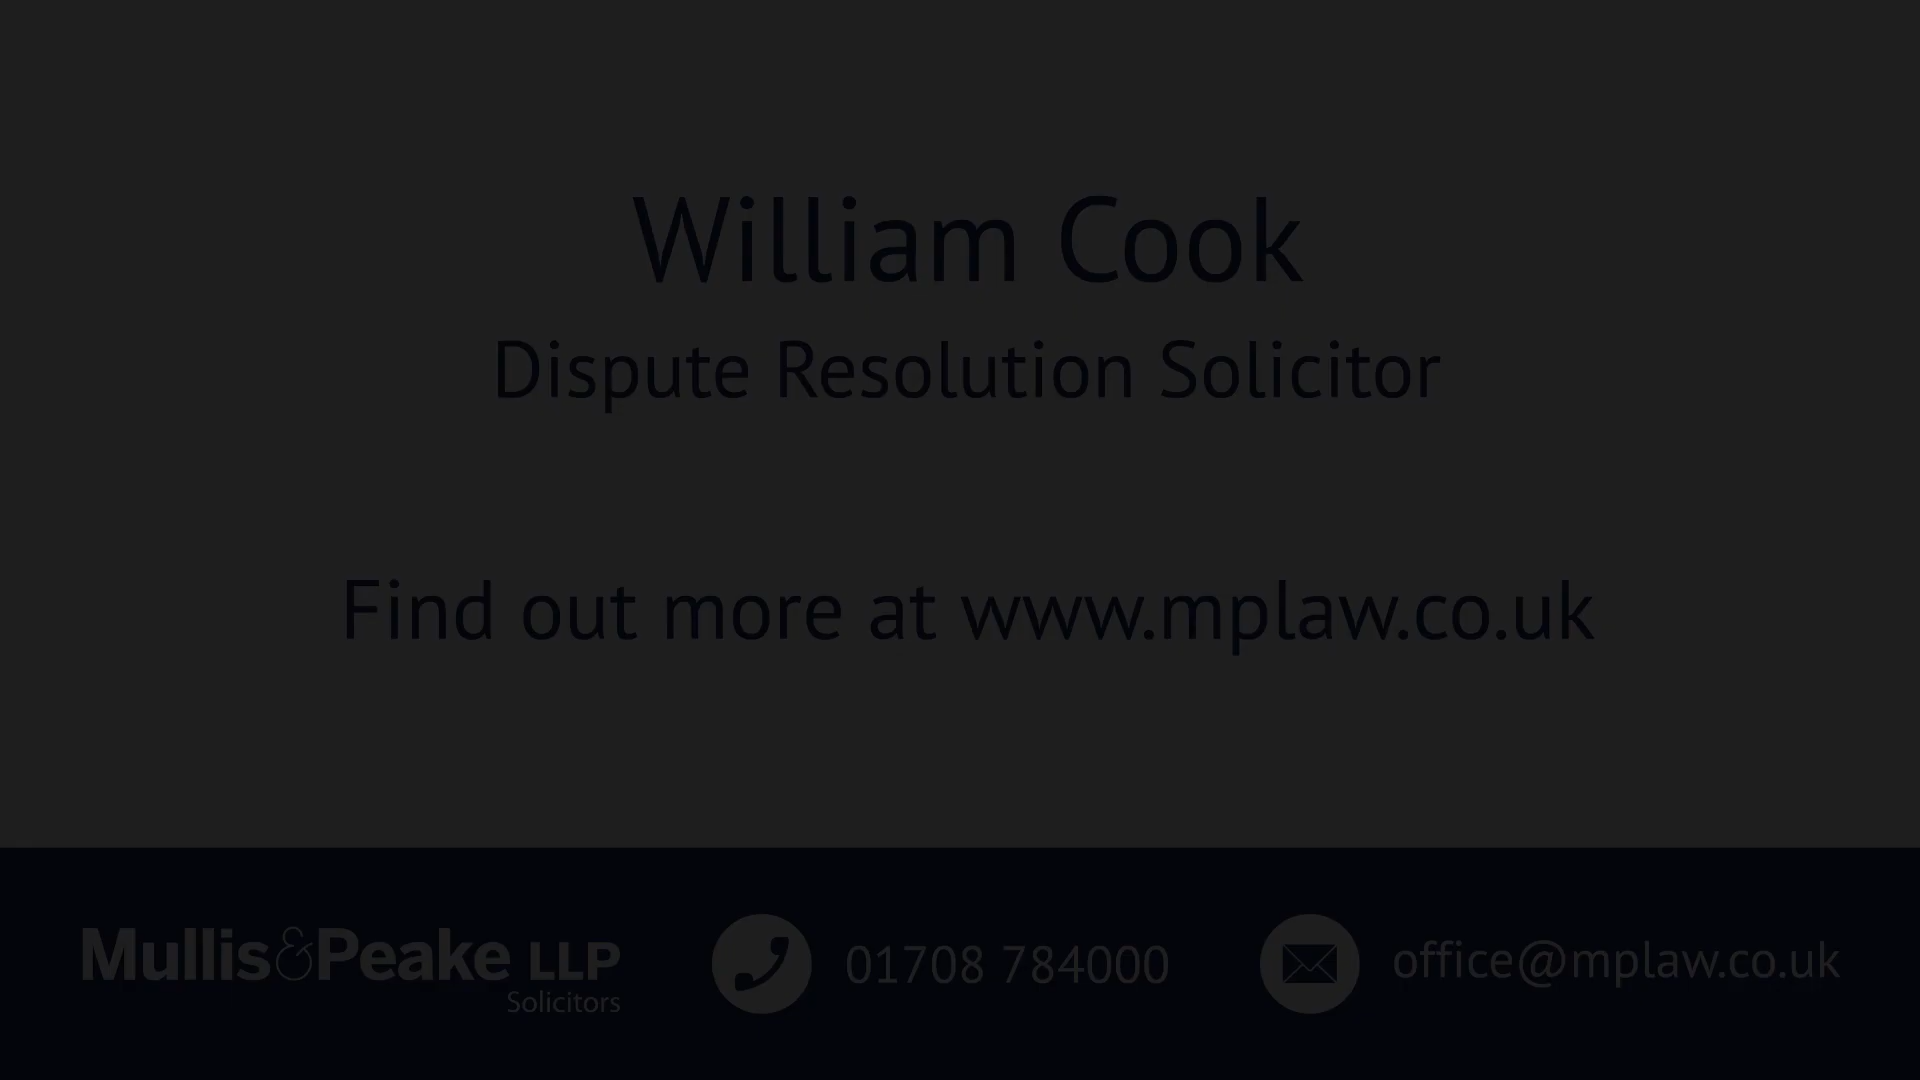 William Cook
Dispute Resolution Solicitor
Find out more at www.mplaw.co.uk
Mullis&Peake LLP
Solicitors
01708 784000
office@mplaw.co.uk